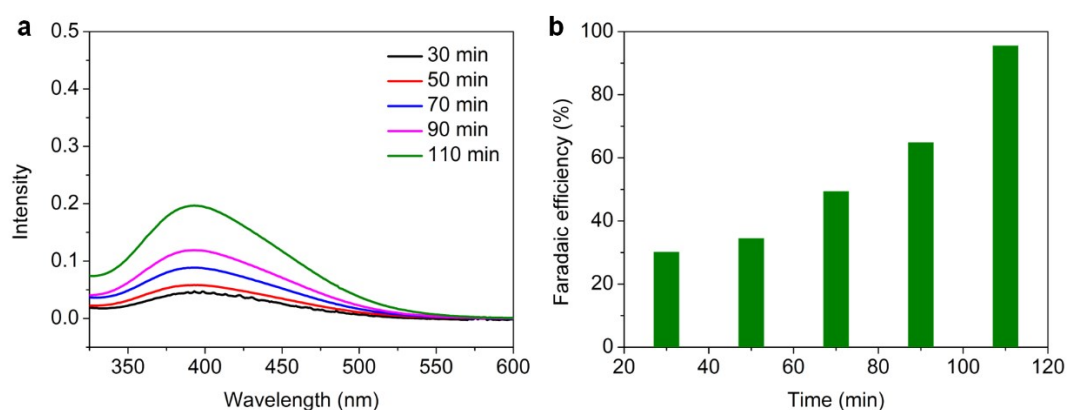 a
0.5
0.4
0.3
0.2
0.1
0.0
Intensity
350 400 450 500 550 600
Wavelength (nm)
30 min
50 min
70 min
90 min
110 min
b
100
80
60
40
20
0
Faradaic efficiency (%)
20 40 60 80 100 120
Time (min)